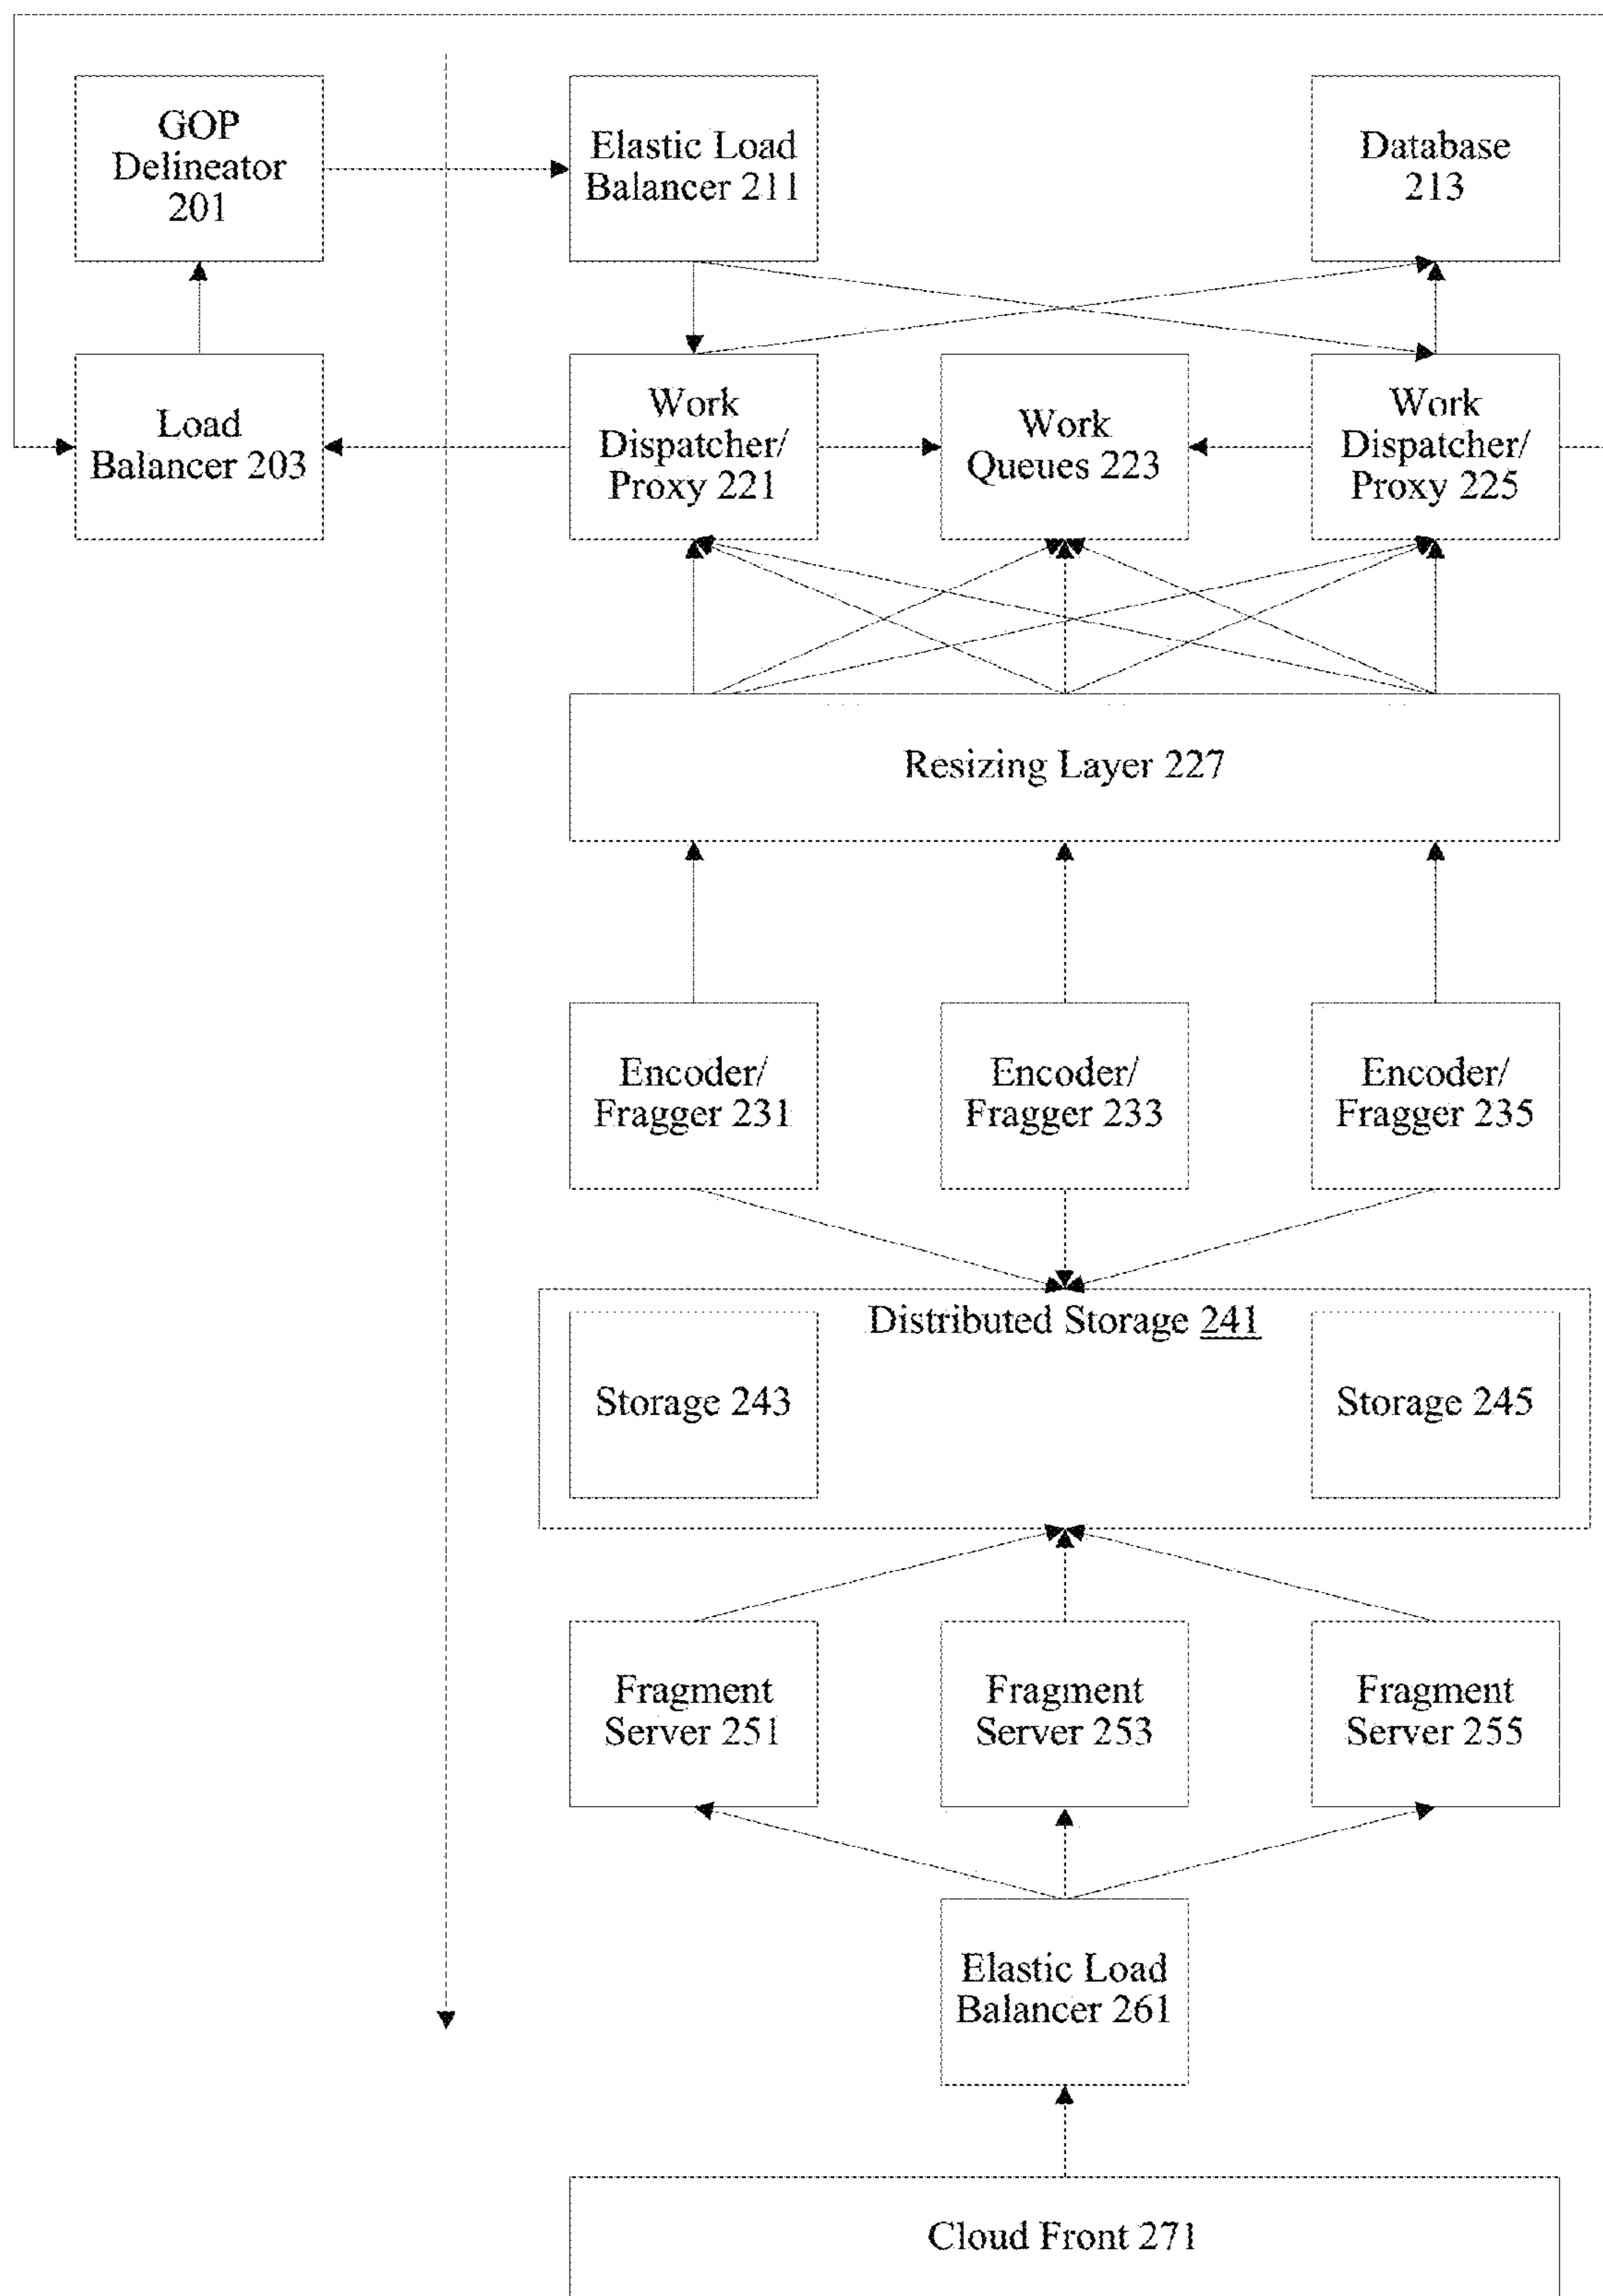 GOP
Delineator
201
Elastic Load
Balancer 211
Database
213
Load
Balancer 203
Work
Dispatcher/
Proxy 221
Work
Queues 223
Work
Dispatcher/
Proxy 225
Resizing Layer 227
Encoder/
Fragger 231
Encoder/
Fragger 233
Encoder/
Fragger 235
Distributed Storage 241
Storage 243
Storage 245
Fragment
Server 251
Fragment
Server 253
Fragment
Server 255
Elastic Load
Balancer 261
Cloud Front 271